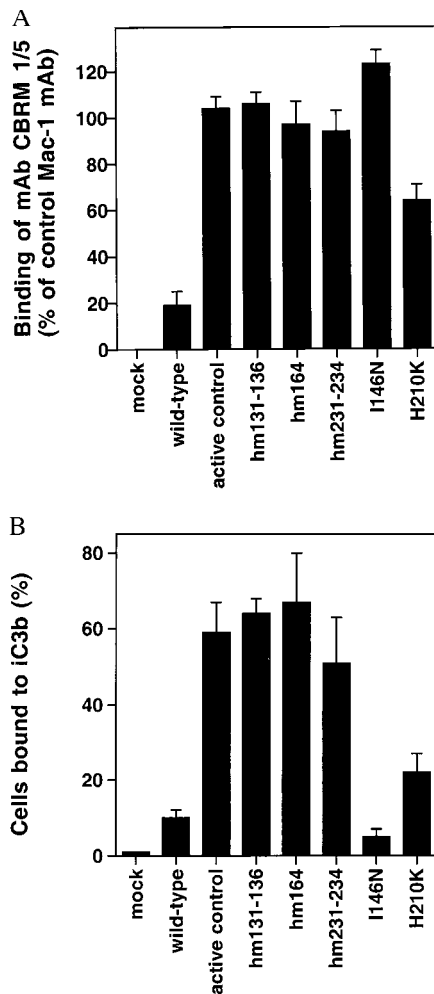 A
Binding of mAb CBRM 1/5
(% of control Mac-1 mAb)
120
100
80
60
40
20
0
mock
wild-type
active control
hm131-136
hm164
hm231-234
I146N
H210K
B
Cells bound to iC3b (%)
80
60
40
20
0
mock
wild-type
active control
hm131-136
hm164
hm231-234
I146N
H210K